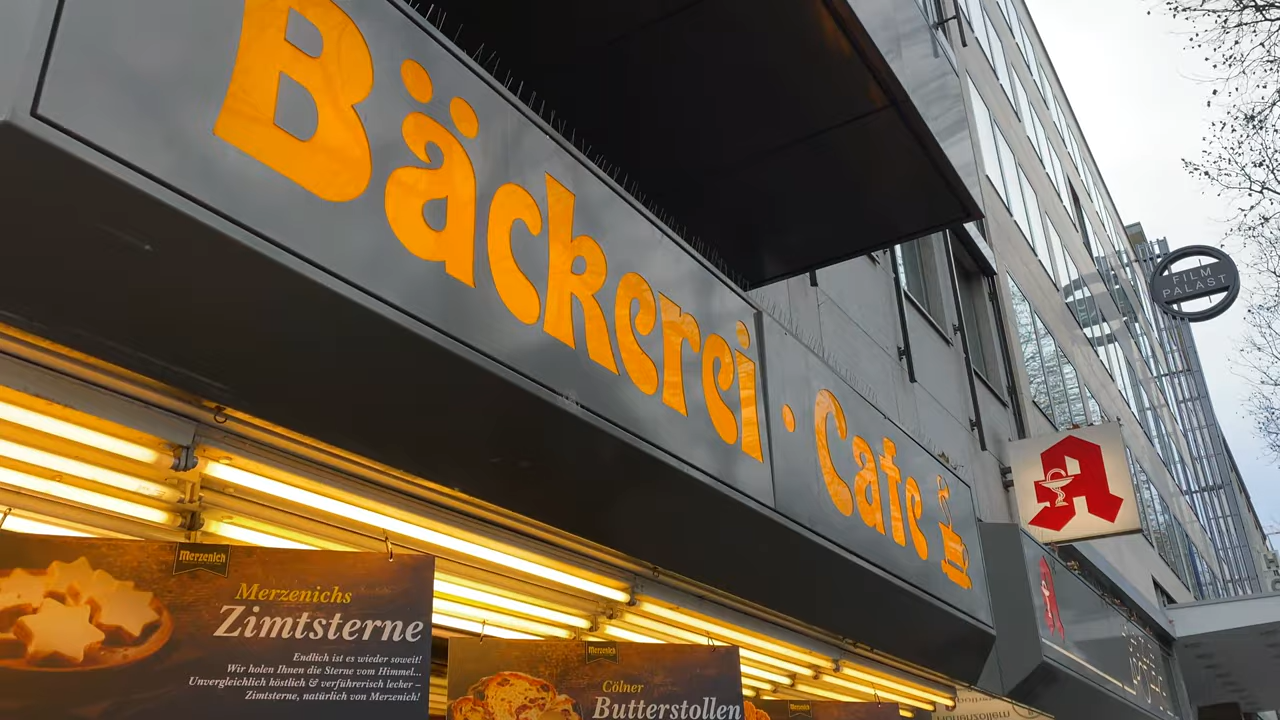 Bäckerei · Cafe
FILM
PALAST
Merzenich
Merzenichs
Zimtsterne
Endlich ist es wieder soweit!
Wir holen Ihnen die Sterne vom Himmel...
Unvergleichlich köstlich & verführerisch lecker –
Zimtsterne, natürlich von Merzenich!
Merzenich
Cölner
Butterstollen
Merzenich